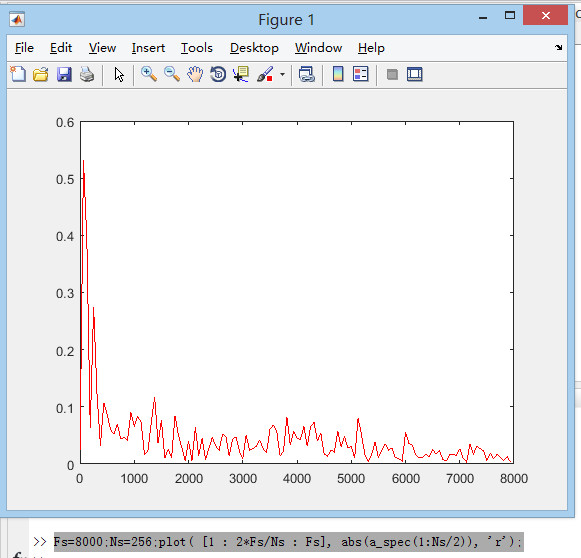 Figure 1
File Edit View Insert Tools Desktop Window Help
0.6
0.5
0.4
0.3
0.2
0.1
0
0 1000 2000 3000 4000 5000 6000 7000 8000
>> Fs=8000;Ns=256;plot( [1 : 2*Fs/Ns : Fs], abs(a_spec(1:Ns/2)), 'r');